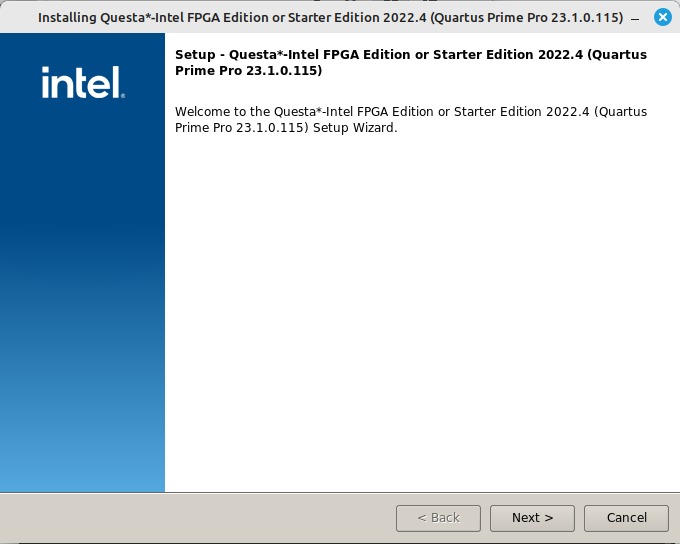 Installing Questa*-Intel FPGA Edition or Starter Edition 2022.4 (Quartus Prime Pro 23.1.0.115)
intel.
Setup - Questa*-Intel FPGA Edition or Starter Edition 2022.4 (Quartus
Prime Pro 23.1.0.115)
Welcome to the Questa*-Intel FPGA Edition or Starter Edition 2022.4 (Quartus
Prime Pro 23.1.0.115) Setup Wizard.
< Back Next > Cancel